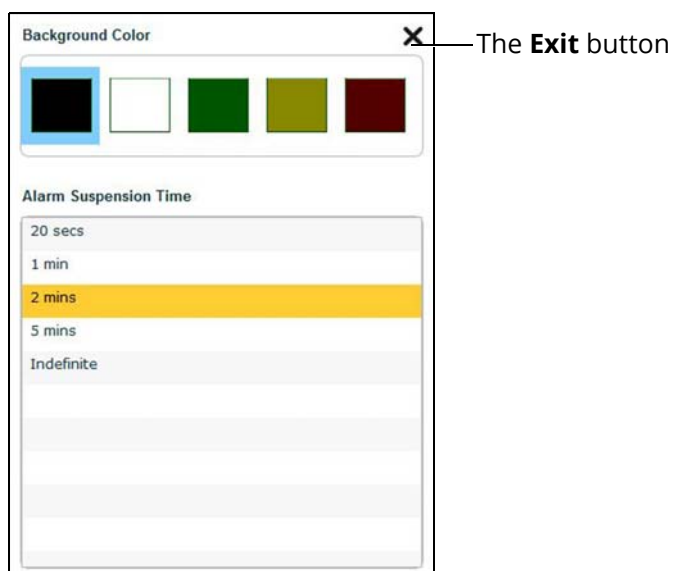 Background Color
The Exit button
Alarm Suspension Time
20 secs
1 min
2 mins
5 mins
Indefinite